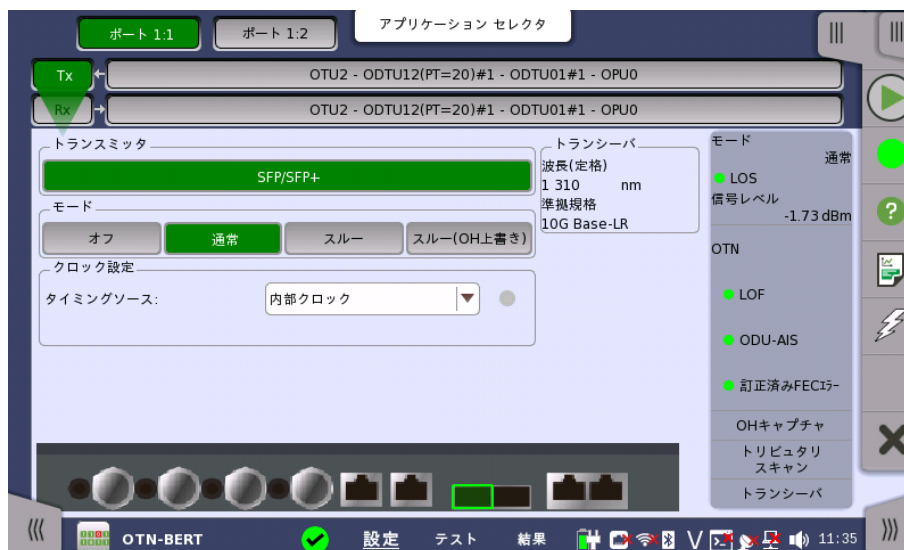 アプリケーション セレクタ
ポート 1:1
ポート 1:2
Tx
OTU2 - ODTU12(PT=20)#1 - ODTU01#1 - OPU0
Rx
OTU2 - ODTU12(PT=20)#1 - ODTU01#1 - OPU0
トランスミッタ
SFP/SFP+
モード
オフ
通常
スルー
スルー(OH上書き)
クロック設定
タイミングソース:
内部クロック
トランシーバ
波長(定格)
1 310 nm
準拠規格
10G Base-LR
モード
通常
LOS
信号レベル
-1.73 dBm
OTN
LOF
ODU-AIS
訂正済みFECエラー
OHキャプチャ
トリビュタリ
スキャン
トランシーバ
OTN-BERT
設定
テスト
結果
11:35